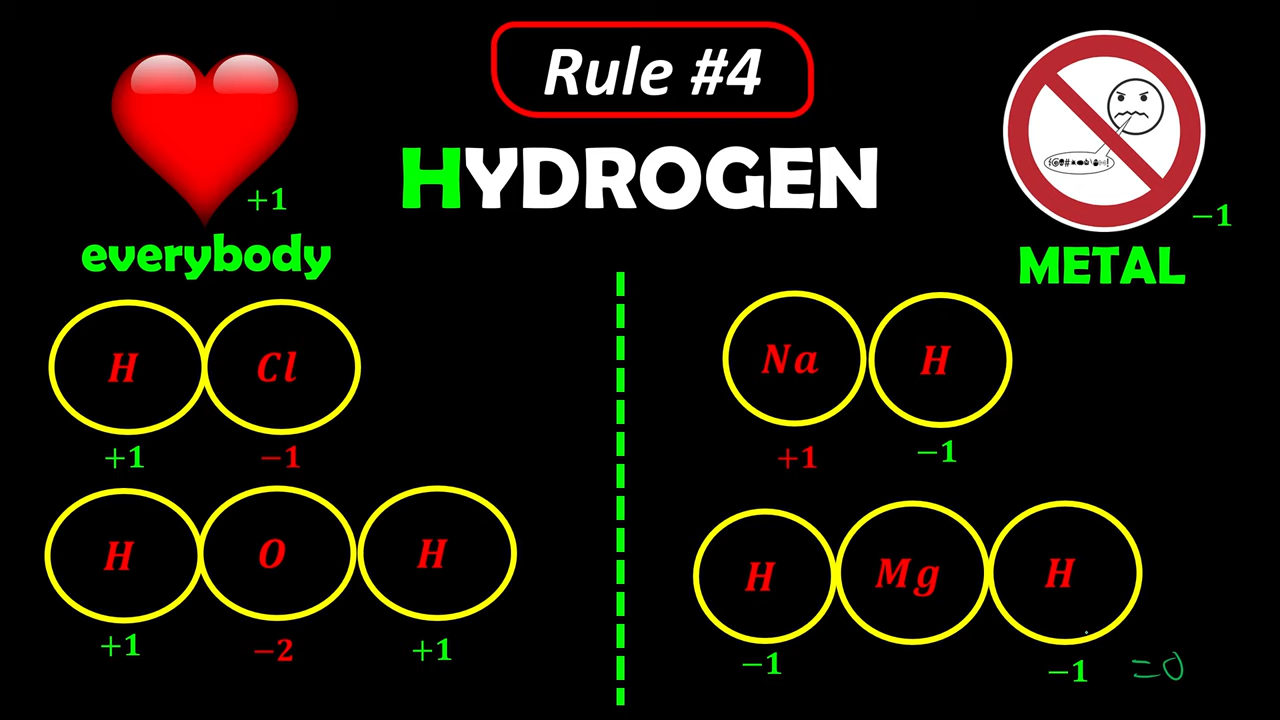 Rule #4
HYDROGEN
+1
everybody
−1
METAL
H Cl
+1 −1
H O H
+1 −2 +1
Na H
+1 −1
H Mg H
−1 −1 =0